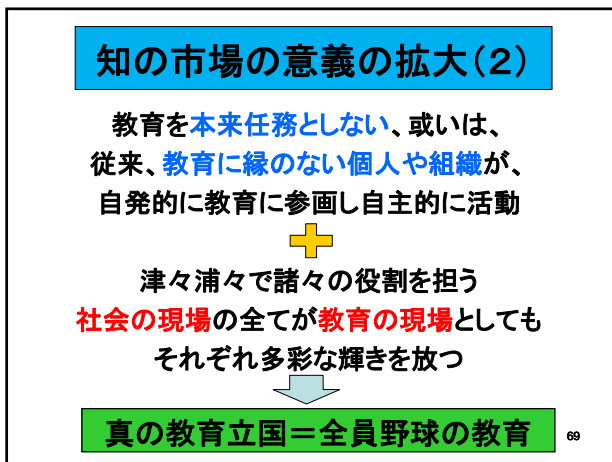 知の市場の意義の拡大(2)
教育を本来任務としない、或いは、
従来、教育に縁のない個人や組織が、
自発的に教育に参画し自主的に活動
津々浦々で諸々の役割を担う
社会の現場の全てが教育の現場としても
それぞれ多彩な輝きを放つ
真の教育立国＝全員野球の教育
69